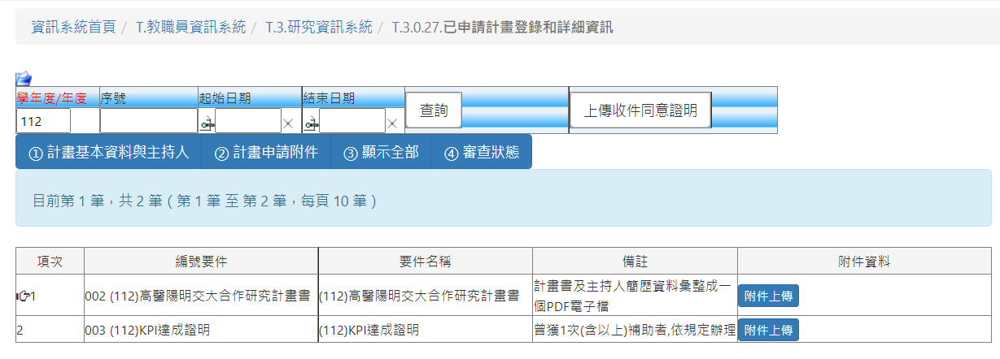 資訊系統首頁 / T.教職員資訊系統 / T.3.研究資訊系統 / T.3.0.27.已申請計畫登錄和詳細資訊
學年度/年度 序號 起始日期 結束日期 查詢 上傳收件同意證明
112
① 計畫基本資料與主持人 ② 計畫申請附件 ③ 顯示全部 ④ 審查狀態
目前第 1 筆，共 2 筆 ( 第 1 筆 至 第 2 筆，每頁 10 筆 )
項次 編號要件 要件名稱 備註 附件資料
1 002 (112)高醫陽明交大合作研究計畫書 (112)高醫陽明交大合作研究計畫書 計畫書及主持人簡歷資料彙整成一
個PDF電子檔 附件上傳
2 003 (112)KPI達成證明 (112)KPI達成證明 曾獲1次(含以上)補助者,依規定辦理 附件上傳